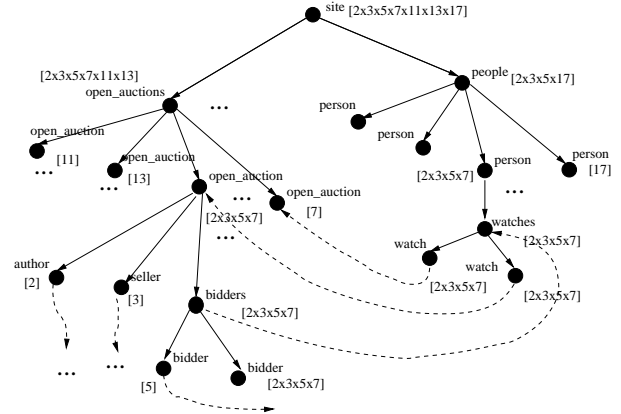 site [2x3x5x7x11x13x17]
[2x3x5x7x11x13]
open_auctions
...
people [2x3x5x17]
person
person
open_auction
[11]
...
open_auction
[13]
...
open_auction
[2x3x5x7]
...
...
open_auction
[7]
person
[2x3x5x7]
...
person
[17]
watches
[2x3x5x7]
watch
[2x3x5x7]
watch
[2x3x5x7]
author
[2]
seller
[3]
bidders
[2x3x5x7]
...
...
bidder
[5]
bidder
[2x3x5x7]